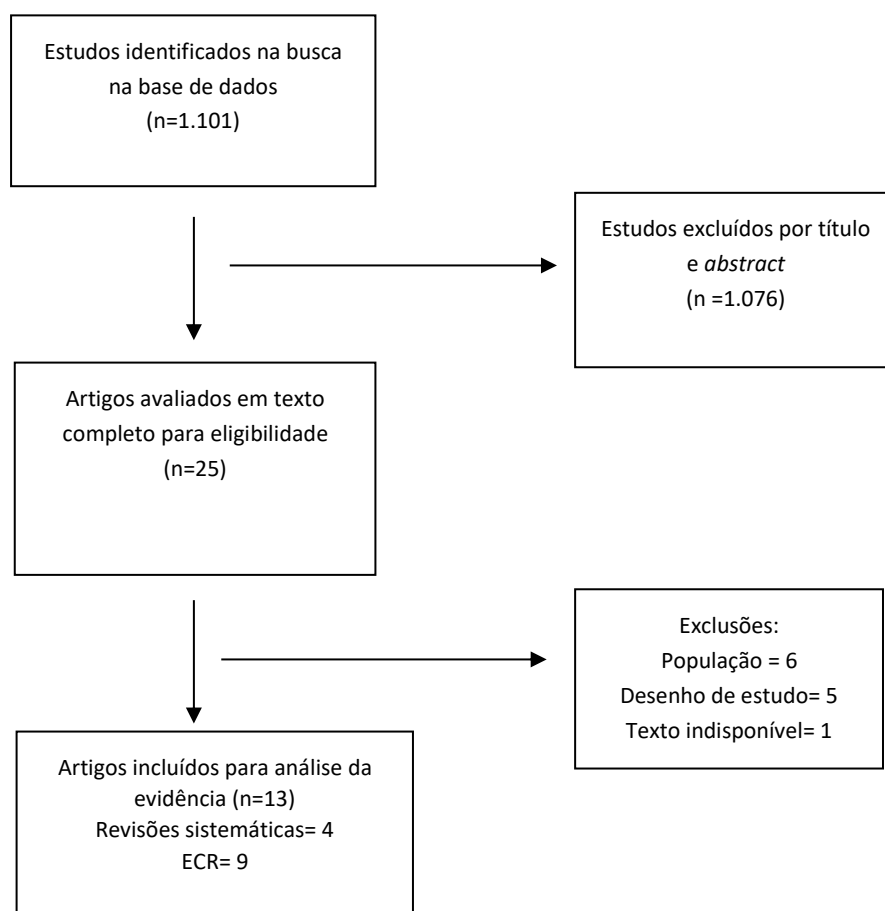 Estudos identificados na busca
na base de dados
(n=1.101)
Estudos excluídos por título
e abstract
(n =1.076)
Artigos avaliados em texto
completo para eligibilidade
(n=25)
Exclusões:
População = 6
Desenho de estudo= 5
Texto indisponível= 1
Artigos incluídos para análise da
evidência (n=13)
Revisões sistemáticas= 4
ECR= 9